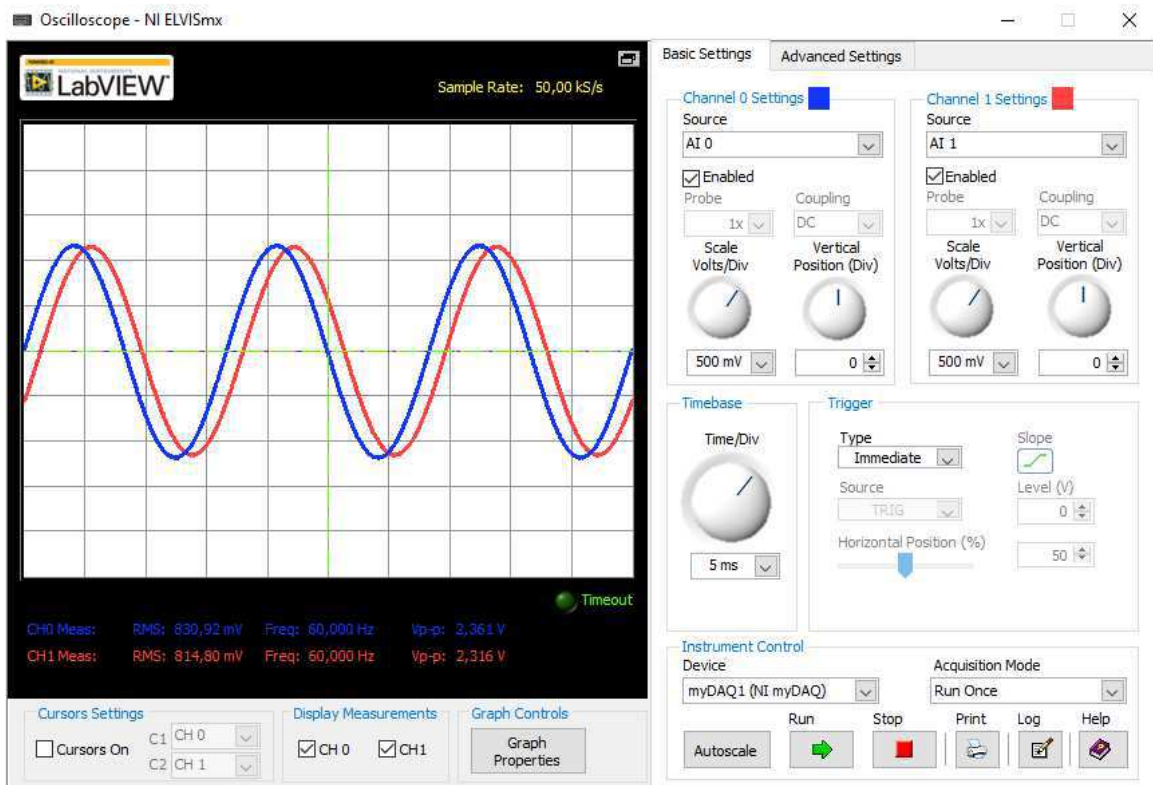 Oscilloscope - NI ELVISmx
NATIONAL INSTRUMENTS
LabVIEW™
Sample Rate: 50,00 kS/s
Timeout
CH0 Meas: RMS: 830,92 mV Freq: 60,000 Hz Vp-p: 2,361 V
CH1 Meas: RMS: 814,80 mV Freq: 60,000 Hz Vp-p: 2,316 V
Cursors Settings
Cursors On
C1 CH 0
C2 CH 1
Display Measurements
CH 0 CH1
Graph Controls
Graph
Properties
Basic Settings Advanced Settings
Channel 0 Settings
Source
AI 0
Enabled
Probe Coupling
1x DC
Scale Vertical
Volts/Div Position (Div)
500 mV 0
Channel 1 Settings
Source
AI 1
Enabled
Probe Coupling
1x DC
Scale Vertical
Volts/Div Position (Div)
500 mV 0
Timebase
Time/Div
5 ms
Trigger
Type Slope
Immediate
Source Level (V)
TRIG 0
Horizontal Position (%)
50
Instrument Control
Device Acquisition Mode
myDAQ1 (NI myDAQ) Run Once
Run Stop Print Log Help
Autoscale